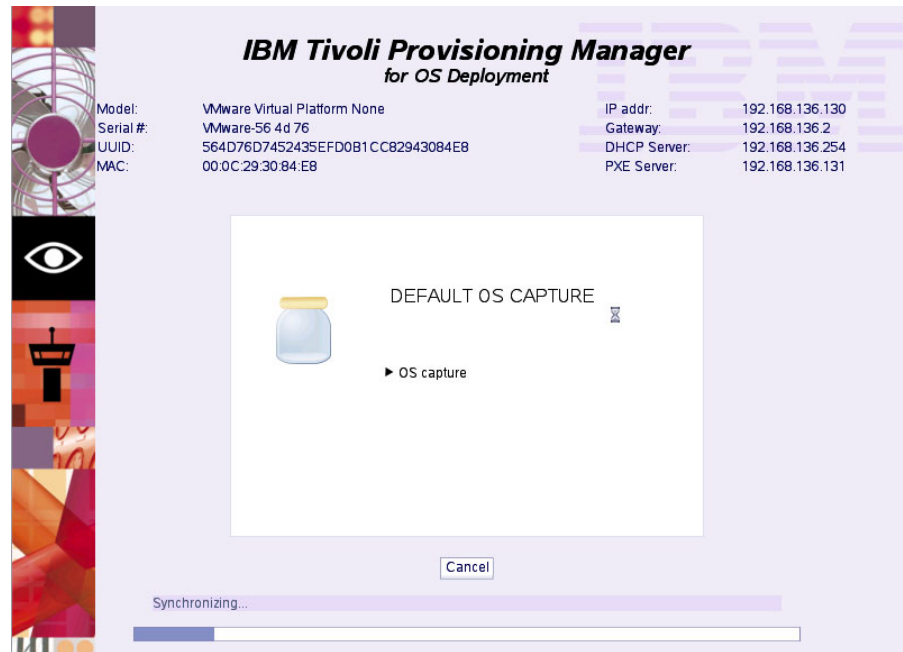 IBM Tivoli Provisioning Manager
for OS Deployment
Model: VMware Virtual Platform None
Serial #: VMware-56 4d 76
UUID: 564D76D7452435EFD0B1CC82943084E8
MAC: 00:0C:29:30:84:E8
IP addr: 192.168.136.130
Gateway: 192.168.136.2
DHCP Server: 192.168.136.254
PXE Server: 192.168.136.131
DEFAULT OS CAPTURE
OS capture
Cancel
Synchronizing...